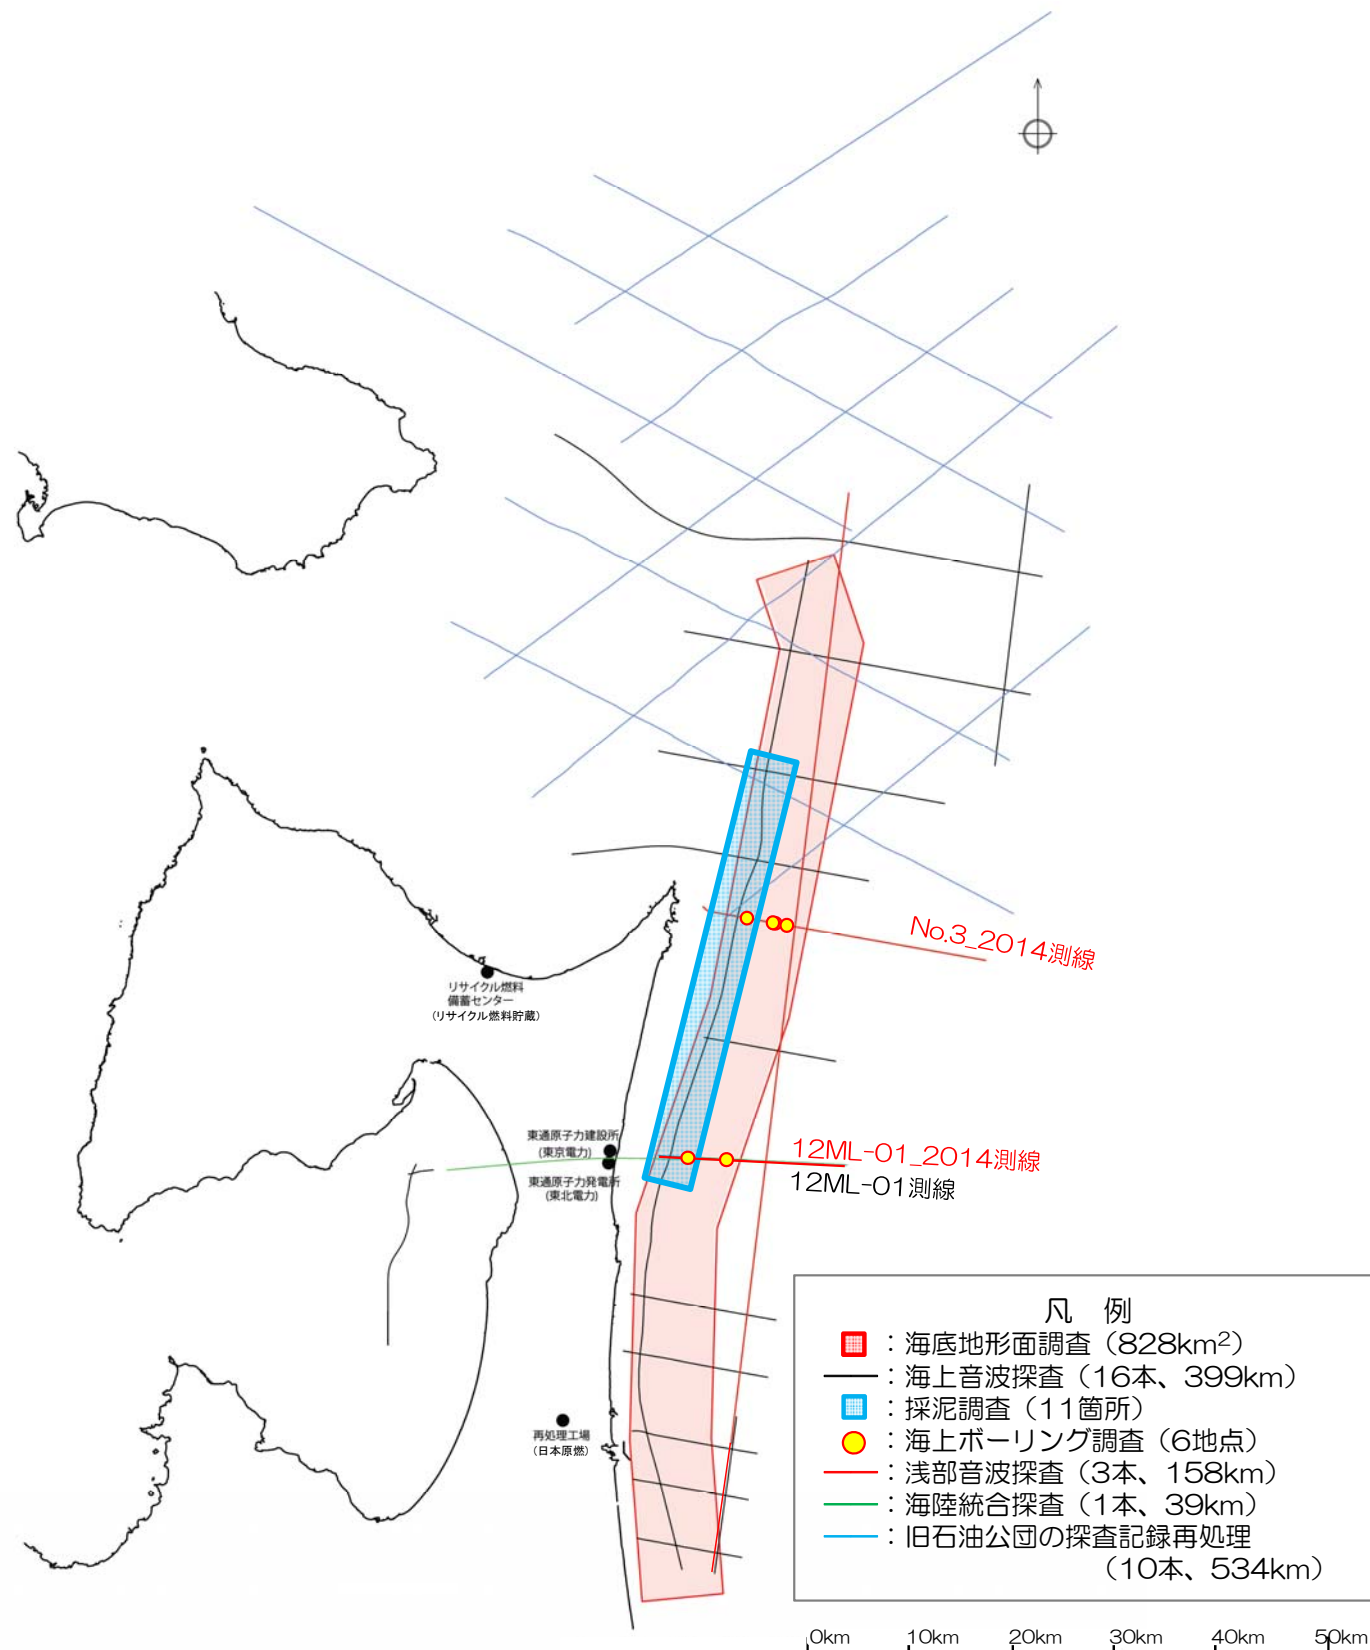 No.3_2014測線
リサイクル燃料
備蓄センター
(リサイクル燃料貯蔵)
東通原子力建設所
(東京電力)
東通原子力発電所
(東北電力)
12ML-01_2014測線
12ML-01測線
再処理工場
(日本原燃)
凡 例
：海底地形面調査（828km²）
：海上音波探査（16本、399km）
：採泥調査（11箇所）
：海上ボーリング調査（6地点）
：浅部音波探査（3本、158km）
：海陸統合探査（1本、39km）
：旧石油公団の探査記録再処理
（10本、534km）
0km 10km 20km 30km 40km 50km